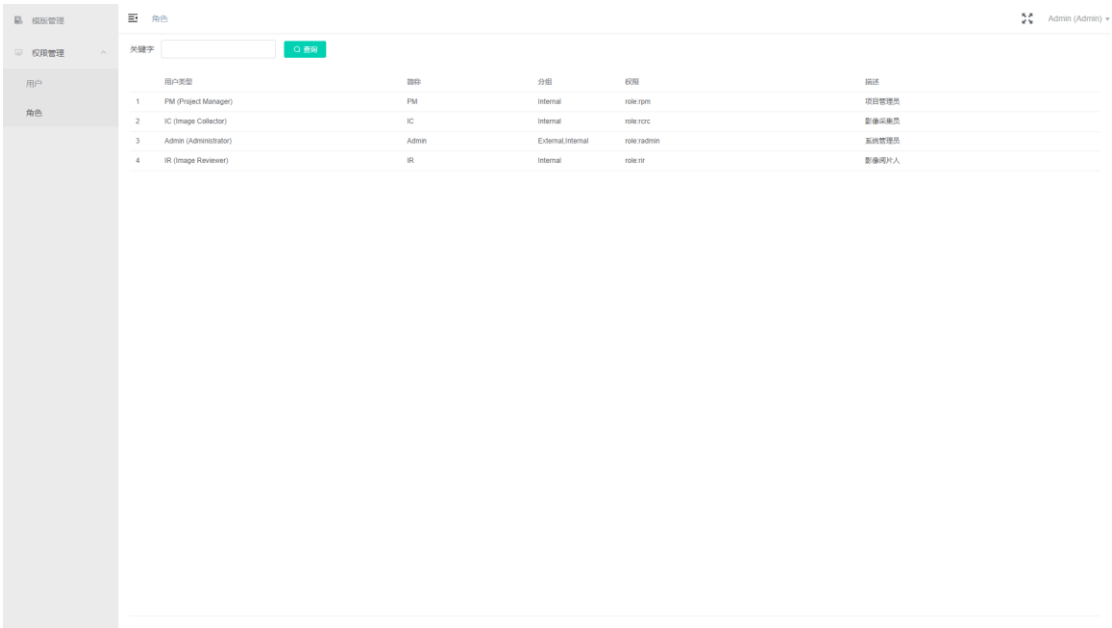 模版管理
权限管理
用户
角色
角色
Admin (Admin)
关键字
查询
用户类型 简称 分组 权限 描述
1 PM (Project Manager) PM Internal role:rpm 项目管理员
2 IC (Image Collector) IC Internal role:rcrc 影像采集员
3 Admin (Administrator) Admin External,Internal role:radmin 系统管理员
4 IR (Image Reviewer) IR Internal role:rir 影像阅片人